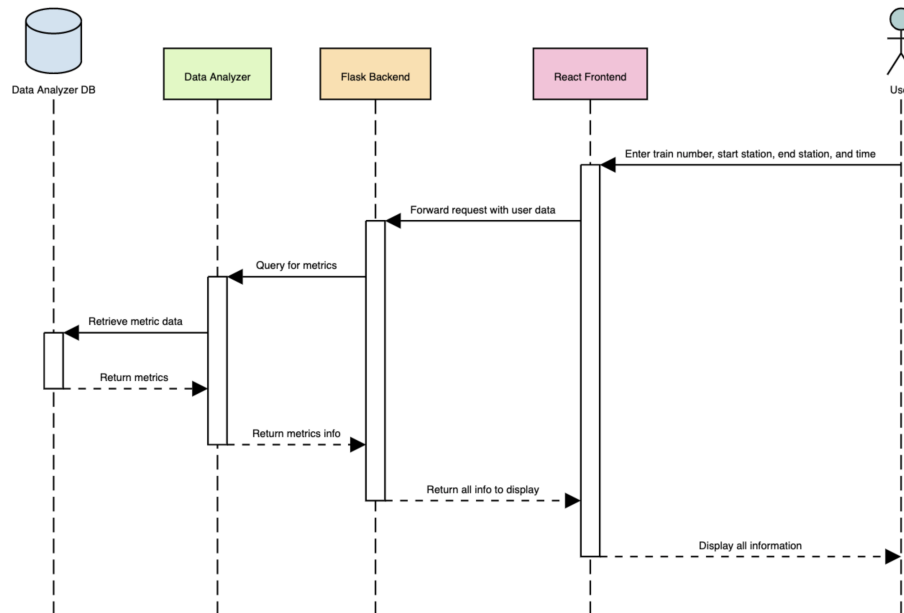 Data Analyzer DB
Data Analyzer
Flask Backend
React Frontend
Use
Enter train number, start station, end station, and time
Forward request with user data
Query for metrics
Retrieve metric data
Return metrics
Return metrics info
Return all info to display
Display all information